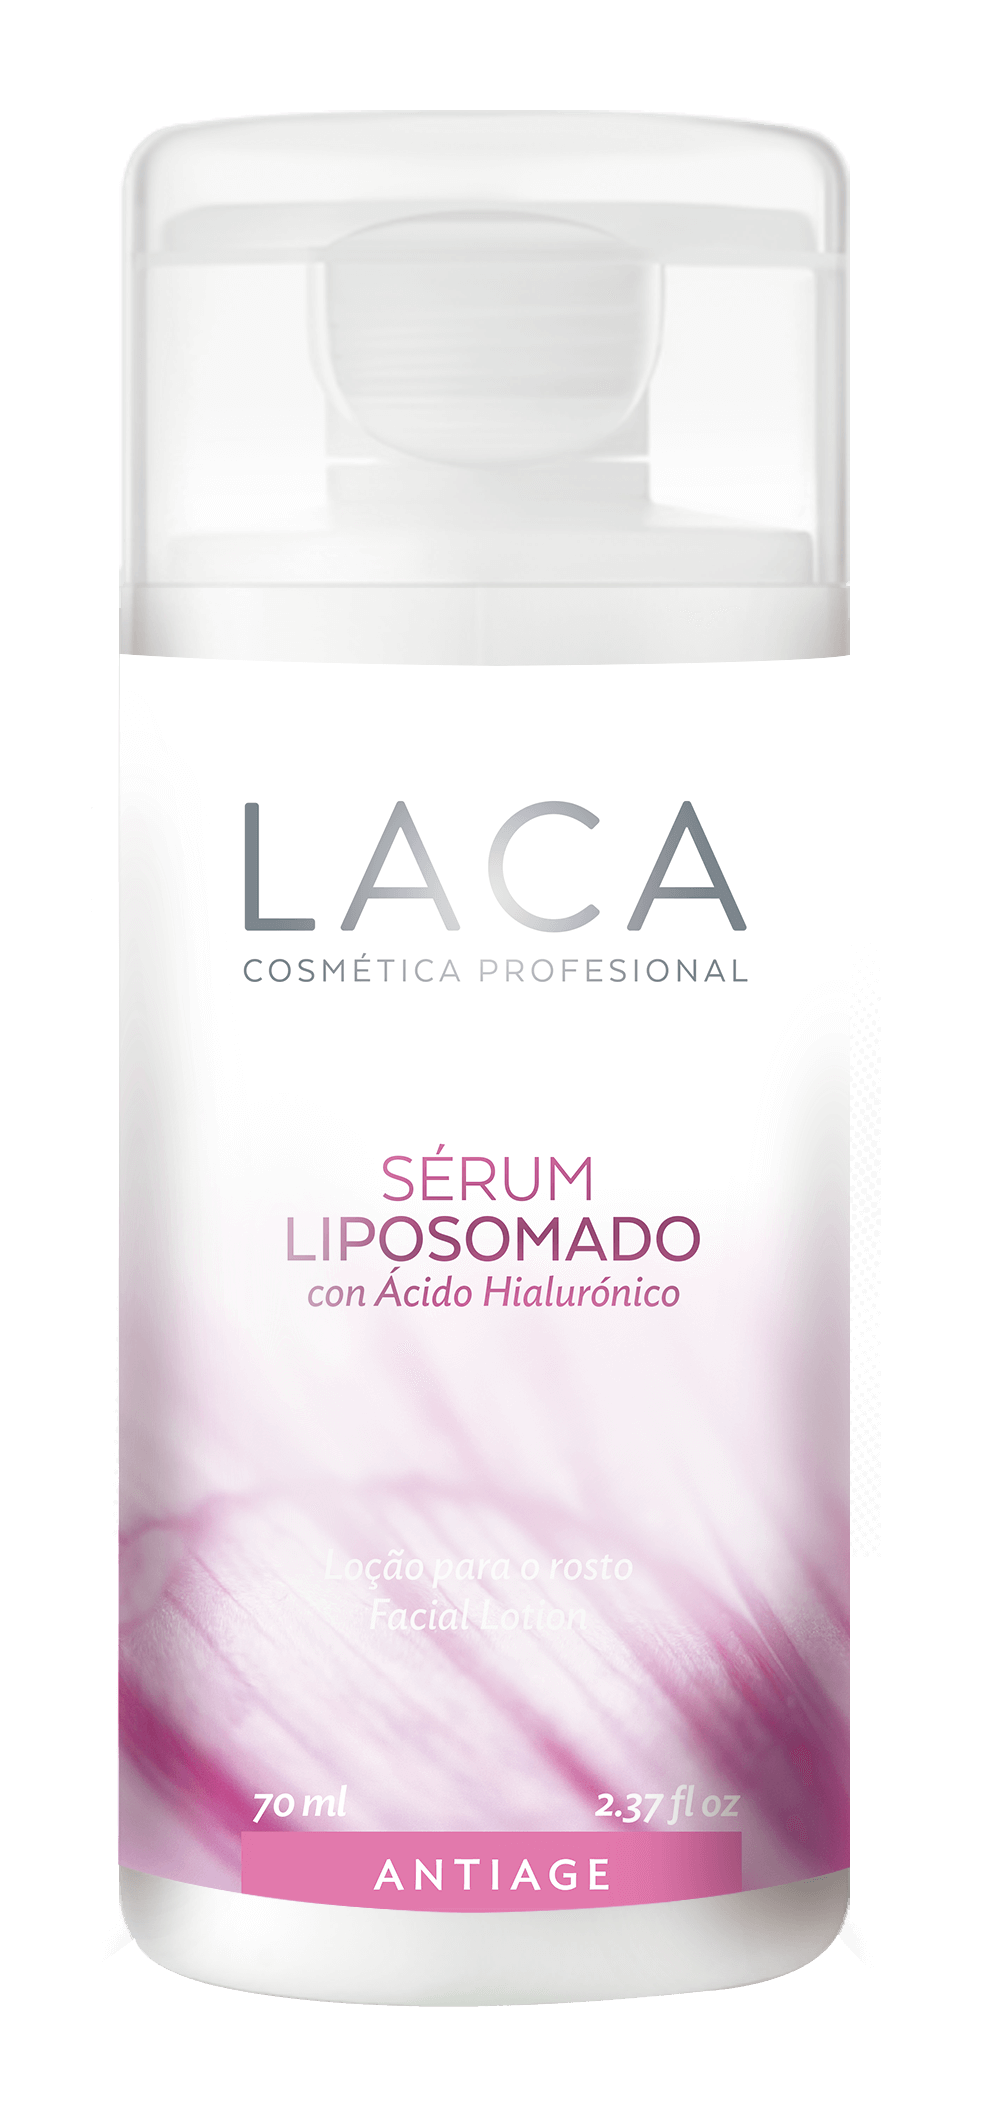 LACA
COSMÉTICA PROFESIONAL
SÉRUM
LIPOSOMADO
con Ácido Hialurónico
Loção para o rosto
Facial Lotion
70 ml 2.37 fl oz
ANTIAGE